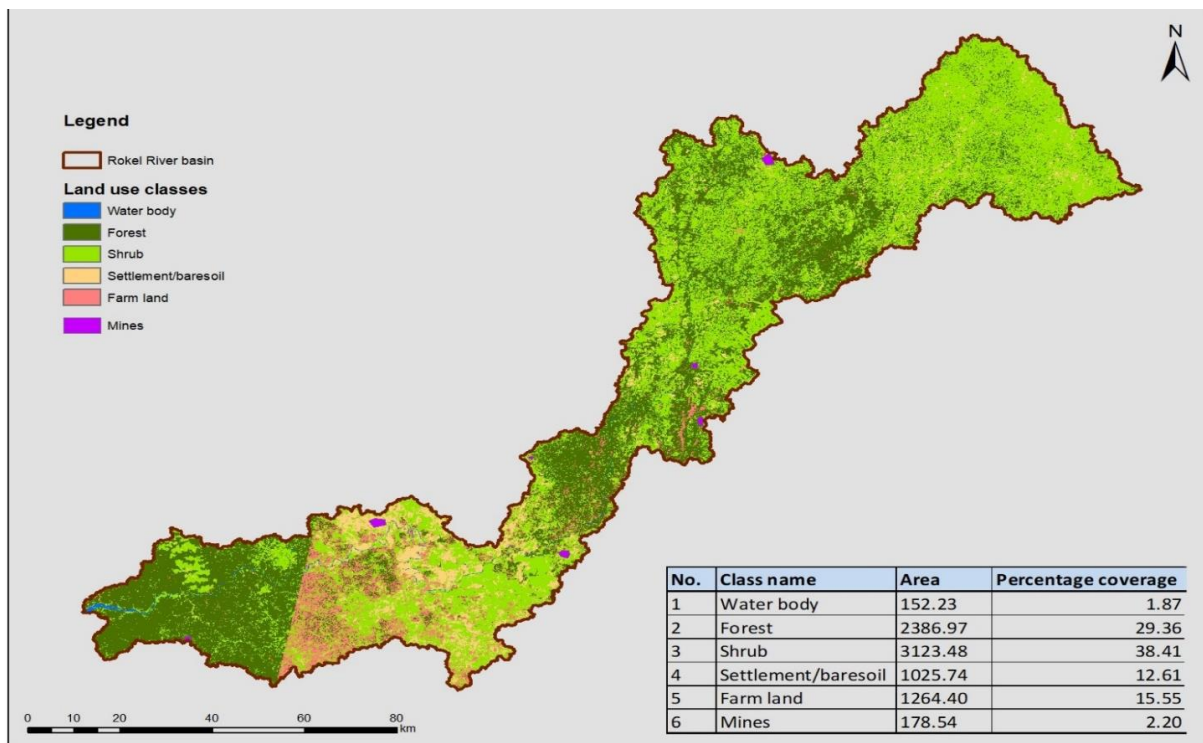 N
Legend
Rokel River basin
Land use classes
Water body
Forest
Shrub
Settlement/baresoil
Farm land
Mines
0 10 20 40 60 80
km
No. Class name Area Percentage coverage
1 Water body 152.23 1.87
2 Forest 2386.97 29.36
3 Shrub 3123.48 38.41
4 Settlement/baresoil 1025.74 12.61
5 Farm land 1264.40 15.55
6 Mines 178.54 2.20